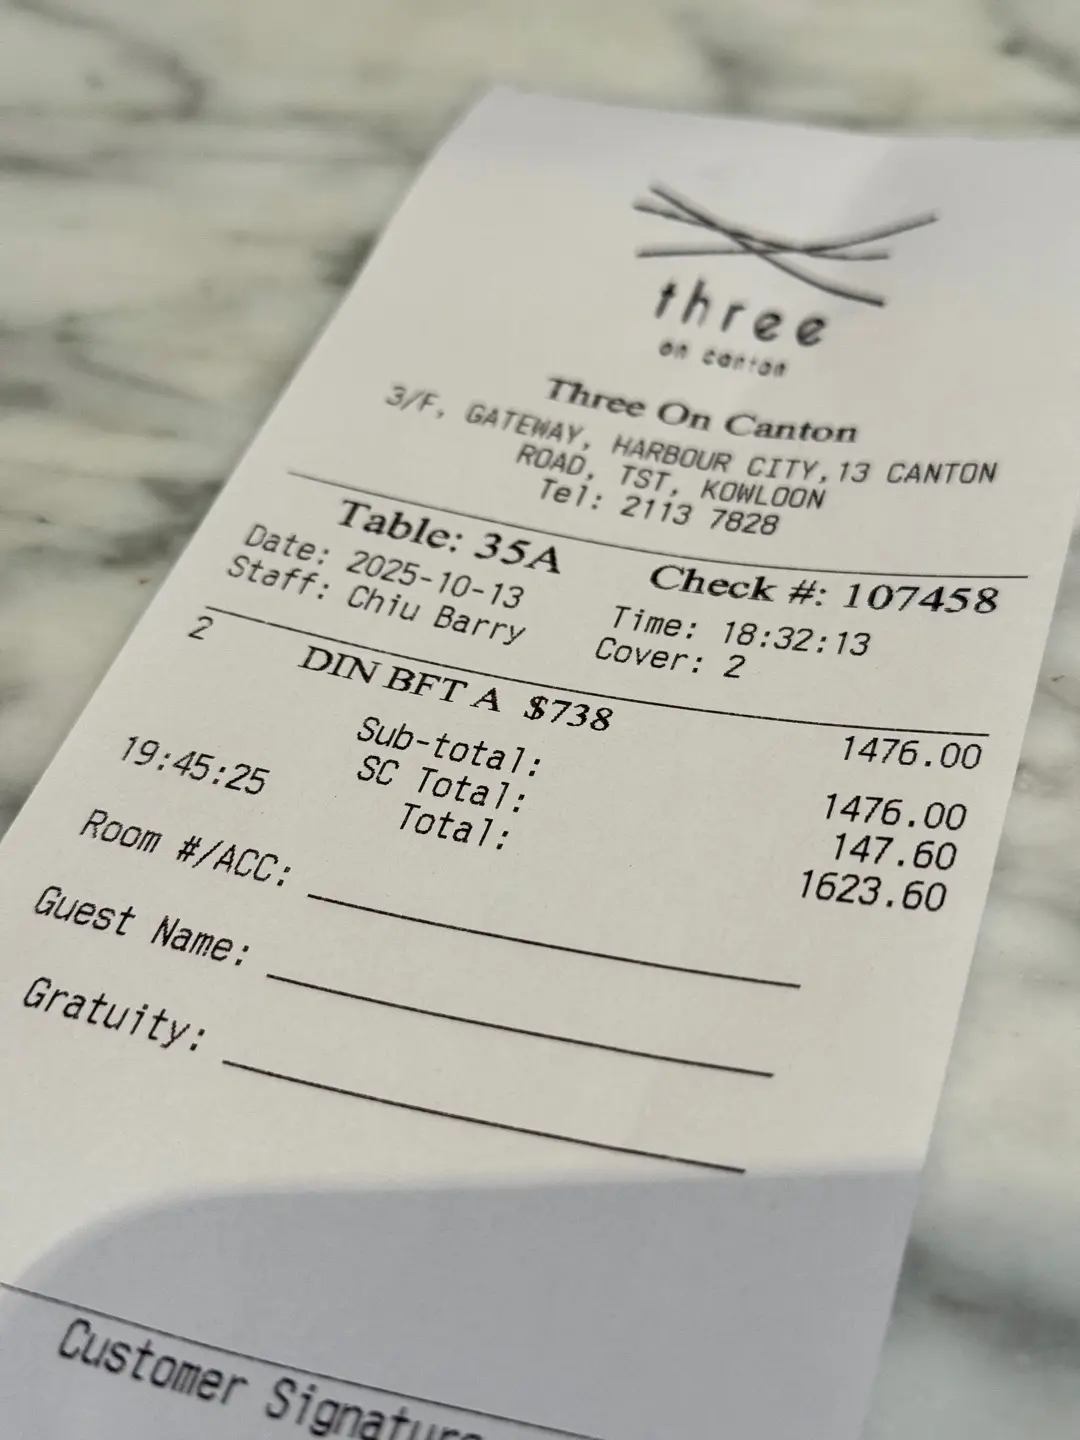 three
on canton
Three On Canton
3/F, GATEWAY, HARBOUR CITY,13 CANTON
ROAD, TST, KOWLOON
Tel: 2113 7828
Table: 35A Check #: 107458
Date: 2025-10-13 Time: 18:32:13
Staff: Chiu Barry Cover: 2
2 DIN BFT A $738 1476.00
Sub-total: 1476.00
SC Total: 147.60
19:45:25 Total: 1623.60
Room #/ACC:
Guest Name:
Gratuity:
Customer Signature